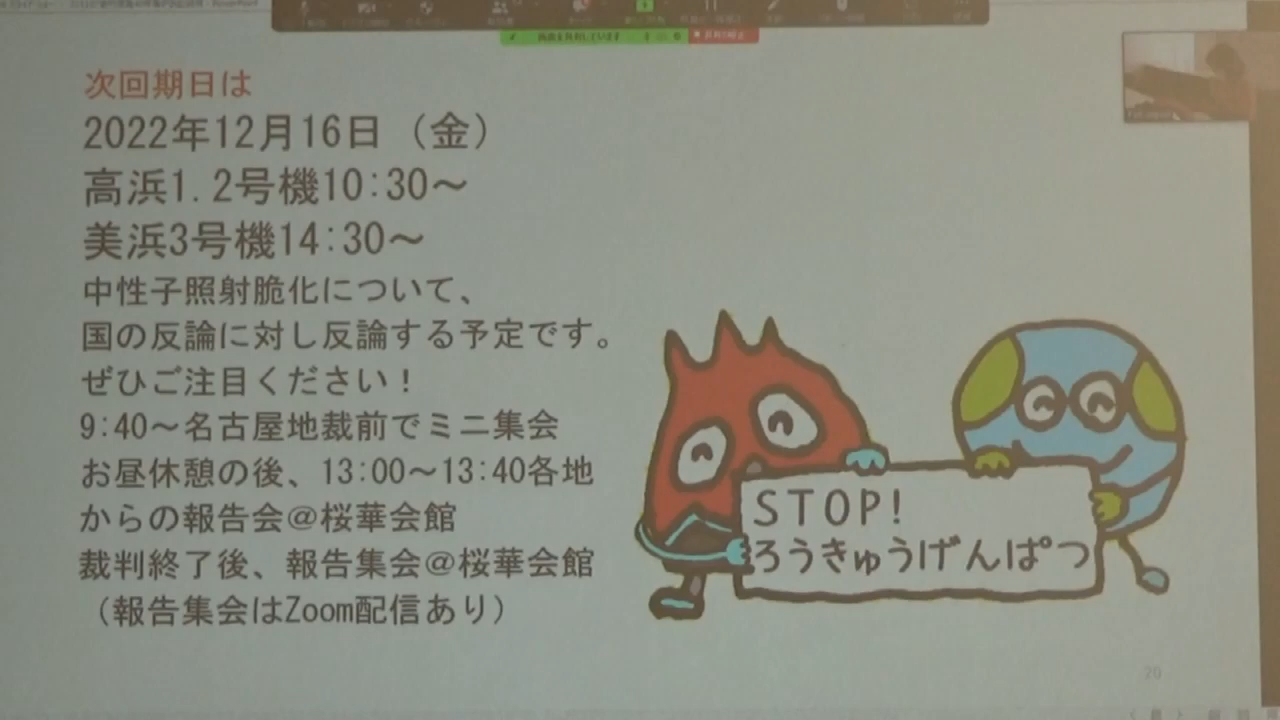 次回期日は
2022年12月16日（金）
高浜1.2号機10:30～
美浜3号機14:30～
中性子照射脆化について、
国の反論に対し反論する予定です。
ぜひご注目ください！
9:40～名古屋地裁前でミニ集会
お昼休憩の後、13:00～13:40各地
からの報告会＠桜華会館
裁判終了後、報告集会＠桜華会館
（報告集会はZoom配信あり）
STOP!
ろうきゅうげんぱつ
20